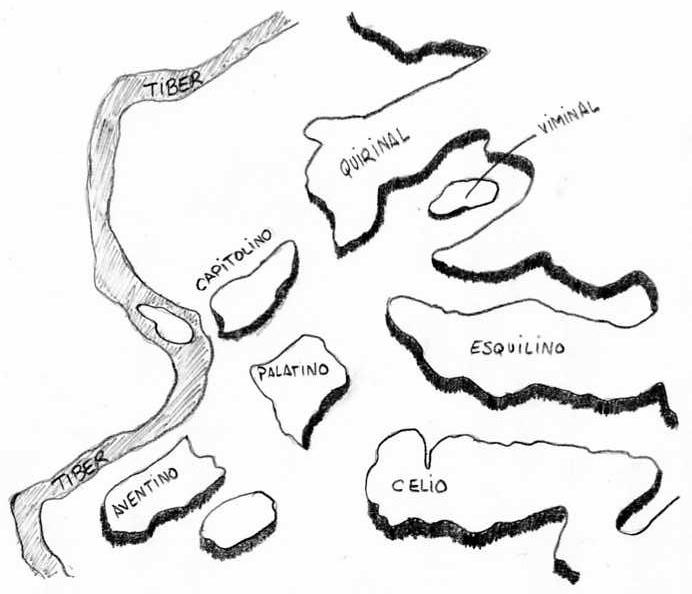 TIBER
VIMINAL
QUIRINAL
CAPITOLINO
ESQUILINO
PALATINO
TIBER
AVENTINO
CELIO